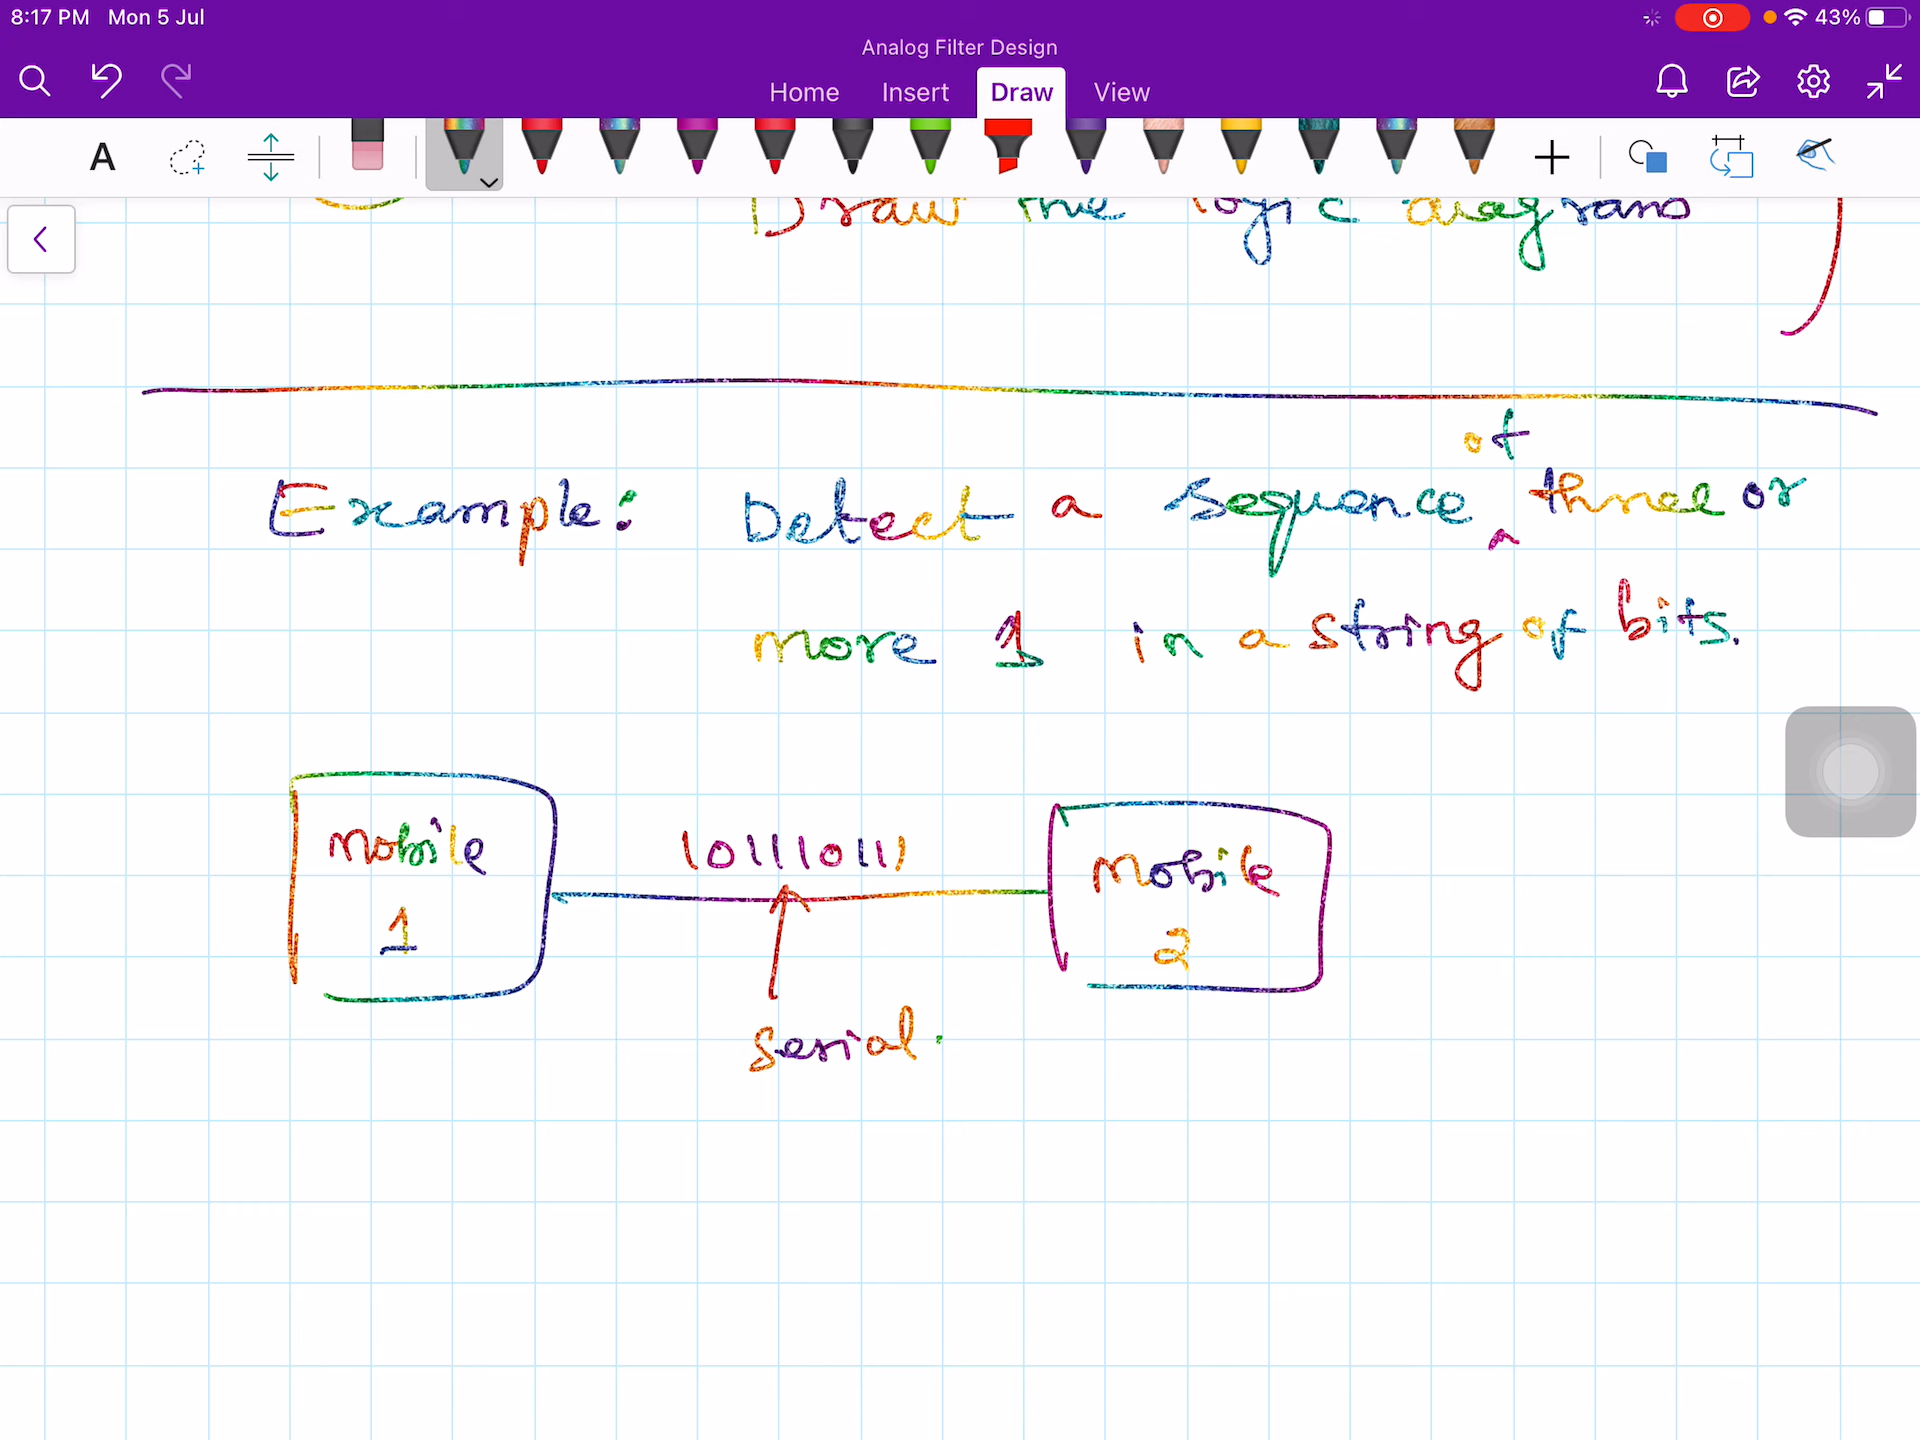 8:17 PM Mon 5 Jul
43%
Analog Filter Design
Home Insert Draw View
A
Draw the logic diagram
Example: Detect a sequence of three or
more 1 in a string of bits.
Mobile
1
101111011
Mobile
2
Serial.